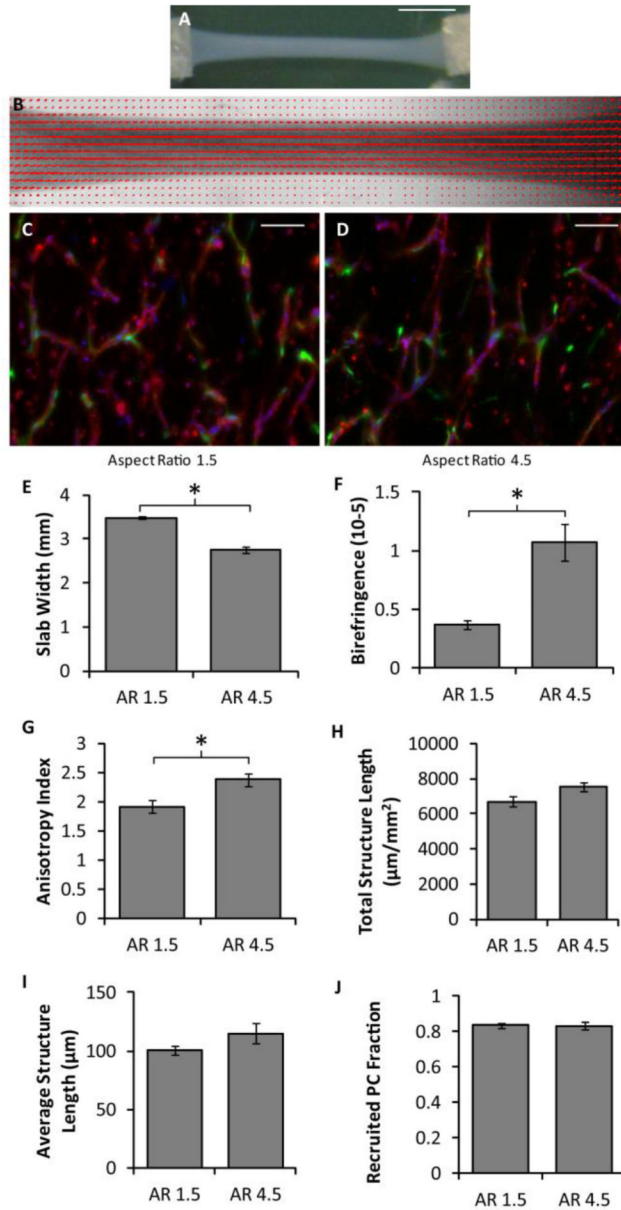 A
B
C
D
Aspect Ratio 1.5
Aspect Ratio 4.5
E
Slab Width (mm)
4
3
2
1
0
*
AR 1.5
AR 4.5
F
Birefringence (10-5)
1.5
1
0.5
0
*
AR 1.5
AR 4.5
G
Anisotropy Index
3
2.5
2
1.5
1
0.5
0
*
AR 1.5
AR 4.5
H
Total Structure Length
(μm/mm²)
10000
8000
6000
4000
2000
0
AR 1.5
AR 4.5
I
Average Structure
Length (μm)
150
100
50
0
AR 1.5
AR 4.5
J
Recruited PC Fraction
1
0.8
0.6
0.4
0.2
0
AR 1.5
AR 4.5